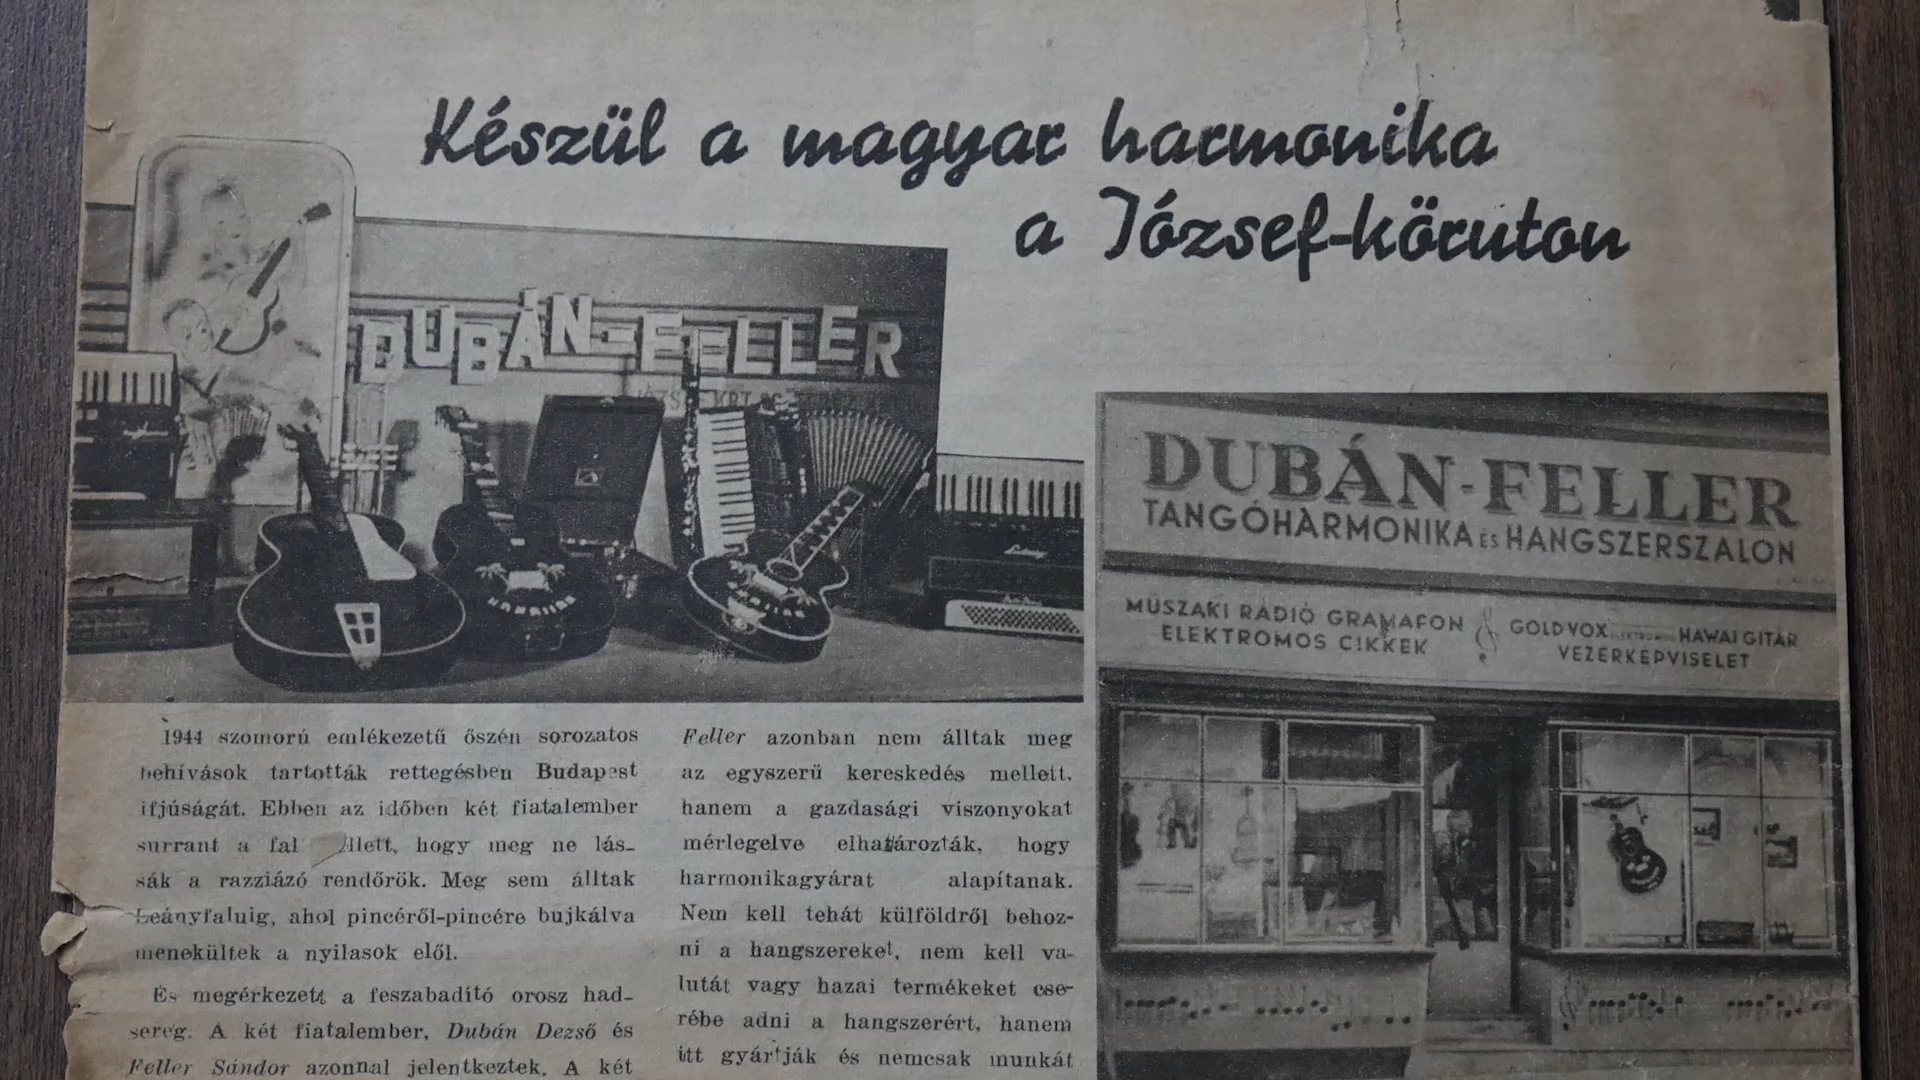 Készül a magyar harmonika
a József-köruton
DUBÁN-FELLER
DUBÁN-FELLER
TANGÓHARMONIKA ÉS HANGSZERSZALON
MŰSZAKI RÁDIÓ GRAMAFON
ELEKTROMOS CIKKEK
GOLDVOX HAWAI GITÁR
VEZÉRKÉPVISELET
1944 szomorú emlékezetű őszén sorozatos
behívások tartották rettegésben Budapest
ifjúságát. Ebben az időben két fiatalember
surrant a fal hogy meg ne lás-
sák a razziázó rendőrök. Meg sem álltak
Leányfaluig, ahol pincéről-pincére bujkálva
menekültek a nyilasok elől.
És megérkezett a feszabadító orosz had-
sereg. A két fiatalember, Dubán Dezső és
Feller Sándor azonnal jelentkeztek. A két
Feller azonban nem álltak meg
az egyszerű kereskedés mellett,
hanem a gazdasági viszonyokat
mérlegelve elhatározták, hogy
harmonikagyárat alapítanak.
Nem kell tehát külföldről behoz-
ni a hangszereket, nem kell va-
lutát vagy hazai termékeket cse-
rébe adni a hangszerért, hanem
itt gyártják és nemcsak munkát